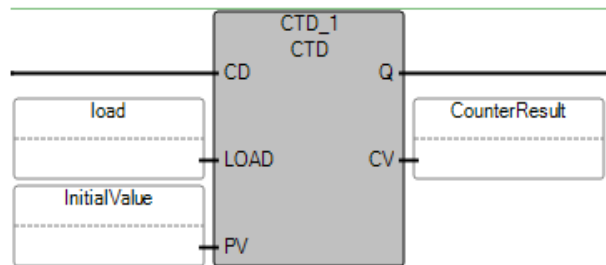 CTD_1
CTD
CD Q
load CounterResult
LOAD CV
InitialValue
PV